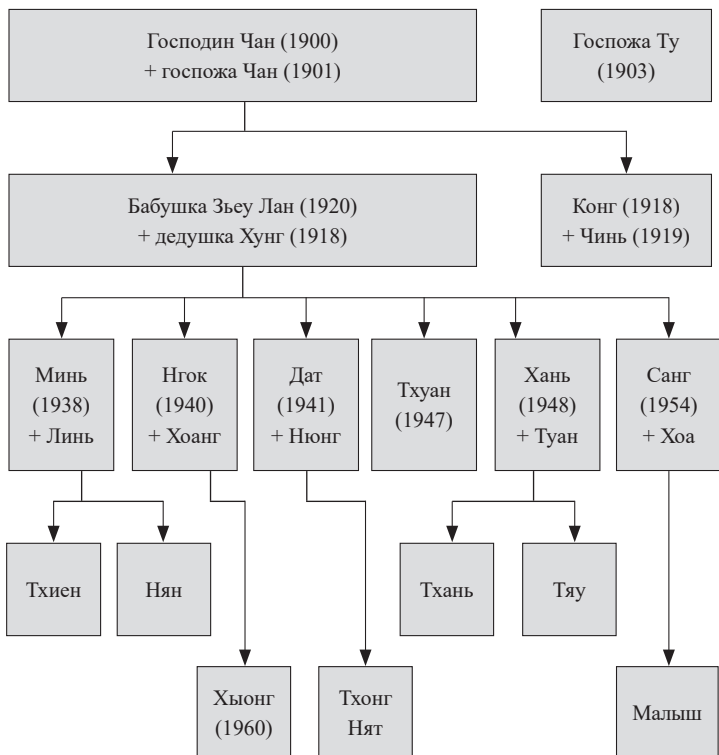 Господин Чан (1900)
+ госпожа Чан (1901)
Госпожа Ту
(1903)
Бабушка Зьеу Лан (1920)
+ дедушка Хунг (1918)
Конг (1918)
+ Чинь (1919)
Минь
(1938)
+ Линь
Нгок
(1940)
+ Хоанг
Дат
(1941)
+ Нюнг
Тхуан
(1947)
Хань
(1948)
+ Туан
Санг
(1954)
+ Хоа
Тхиен
Нян
Тхань
Тяу
Хыонг
(1960)
Тхонг
Нят
Малыш